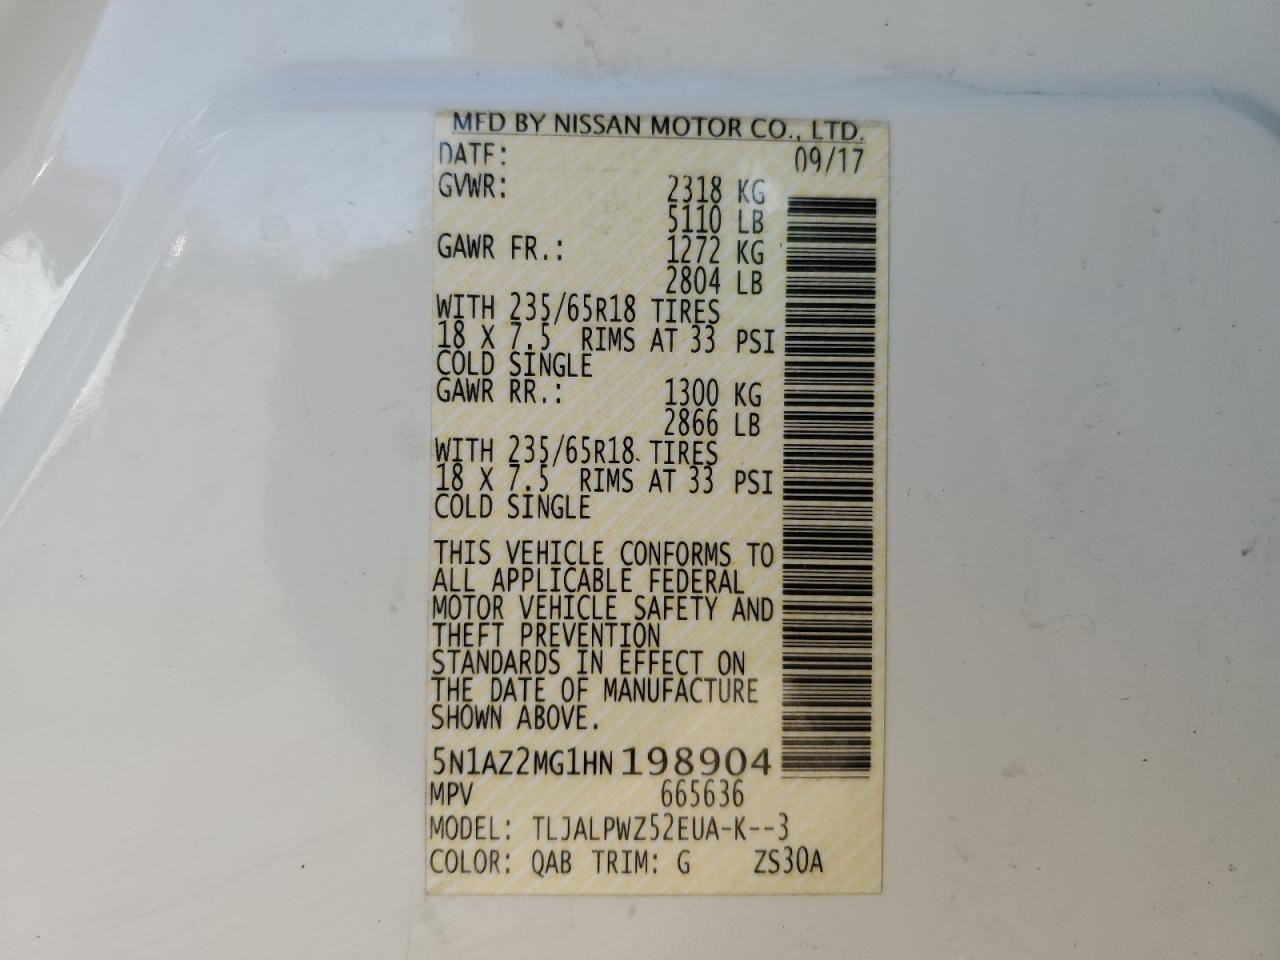 MFD BY NISSAN MOTOR CO., LTD.
DATE: 09/17
GVWR: 2318 KG
5110 LB
GAWR FR.: 1272 KG
2804 LB
WITH 235/65R18 TIRES
18 X 7.5 RIMS AT 33 PSI
COLD SINGLE
GAWR RR.: 1300 KG
2866 LB
WITH 235/65R18 TIRES
18 X 7.5 RIMS AT 33 PSI
COLD SINGLE
THIS VEHICLE CONFORMS TO
ALL APPLICABLE FEDERAL
MOTOR VEHICLE SAFETY AND
THEFT PREVENTION
STANDARDS IN EFFECT ON
THE DATE OF MANUFACTURE
SHOWN ABOVE.
5N1AZ2MG1HN198904
MPV 665636
MODEL: TLJALPWZ52EUA-K--3
COLOR: QAB TRIM: G ZS30A